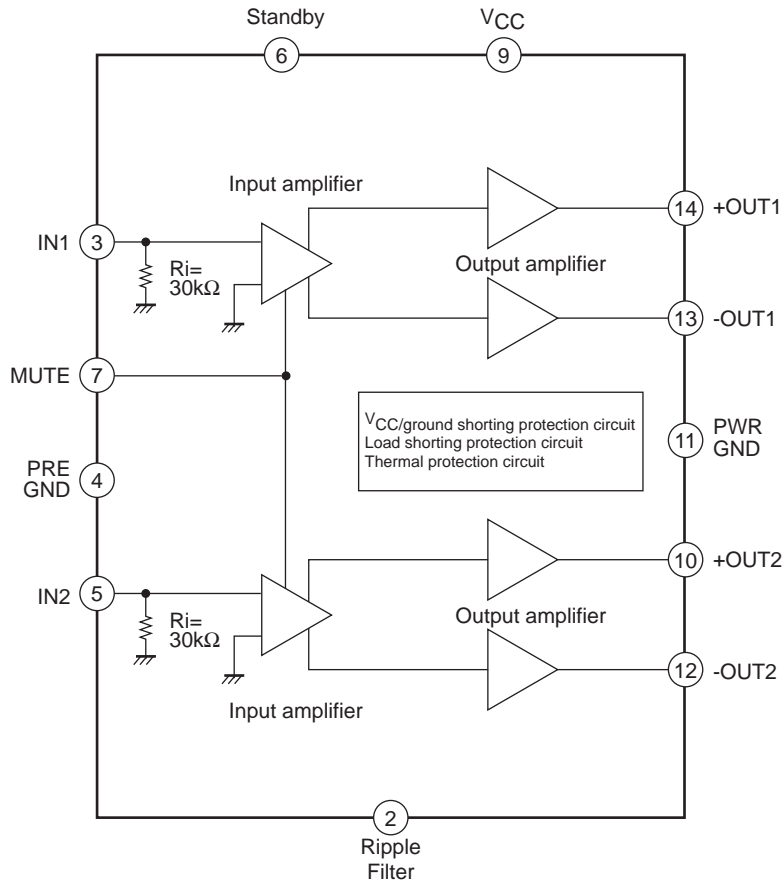 Standby
VCC
6
9
Input amplifier
14
+OUT1
IN1
3
Ri=
30kΩ
Output amplifier
13
-OUT1
MUTE
7
VCC/ground shorting protection circuit
Load shorting protection circuit
Thermal protection circuit
11
PWR
GND
PRE
GND
4
10
+OUT2
IN2
5
Ri=
30kΩ
Output amplifier
12
-OUT2
Input amplifier
2
Ripple
Filter